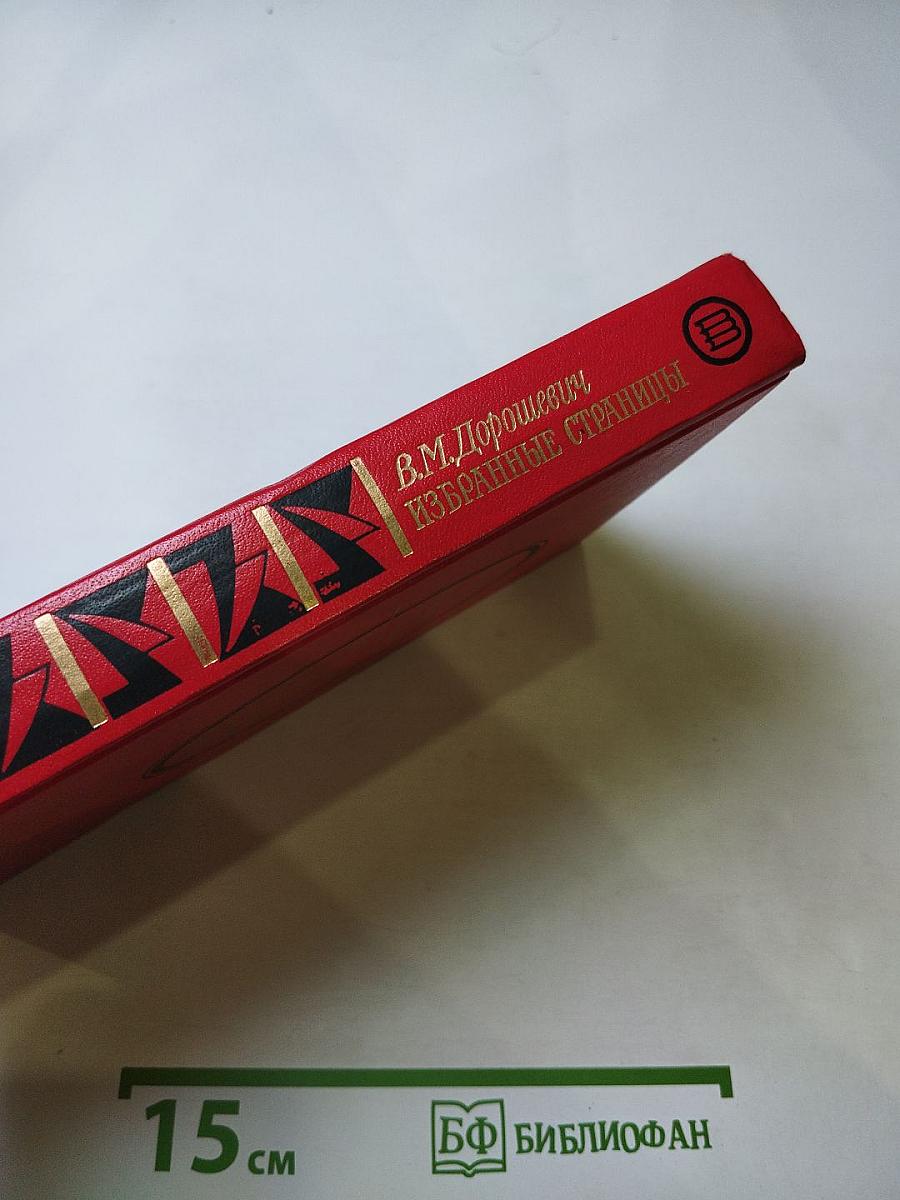 В.М.Дорошевич
ИЗБРАННЫЕ СТРАНИЦЫ
15 см
БФ БИБЛИОФАН